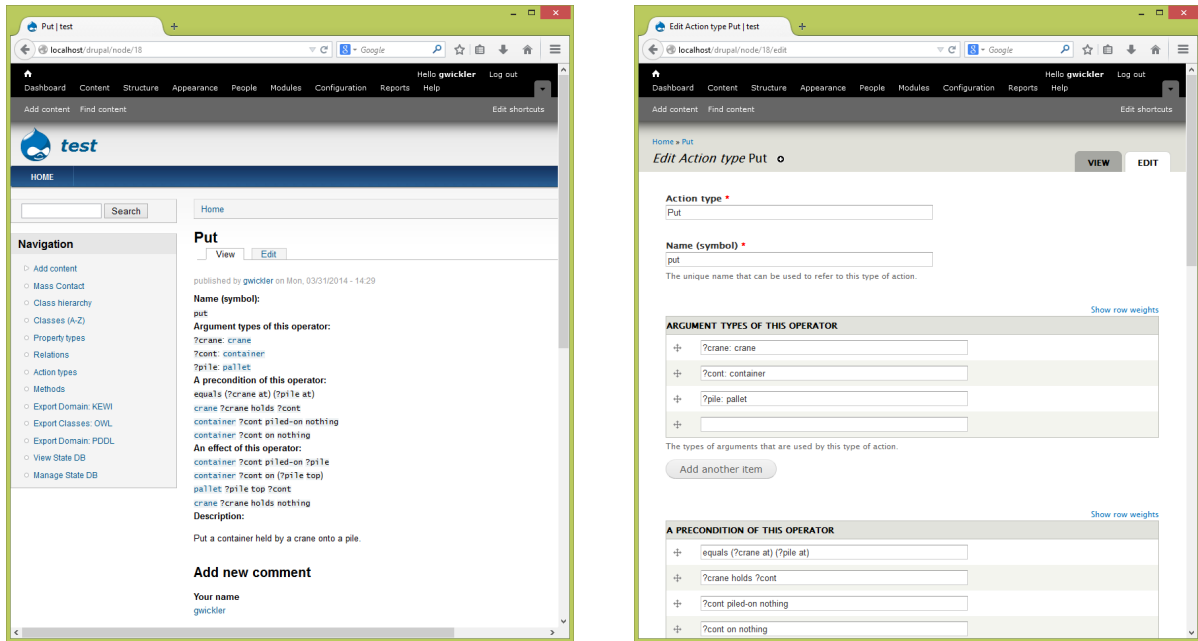 Put | test
localhost/drupal/node/18
Google
Hello gwickler Log out
Dashboard Content Structure Appearance People Modules Configuration Reports Help
Add content Find content
Edit shortcuts
test
HOME
Search
Home
Navigation
Add content
Mass Contact
Class hierarchy
Classes (A-Z)
Property types
Relations
Action types
Methods
Export Domain: KEWI
Export Classes: OWL
Export Domain: PDDL
View State DB
Manage State DB
Put
View Edit
published by gwickler on Mon, 03/31/2014 - 14:29
Name (symbol):
put
Argument types of this operator:
?crane: crane
?cont: container
?pile: pallet
A precondition of this operator:
equals (?crane at) (?pile at)
crane ?crane holds ?cont
container ?cont piled-on nothing
container ?cont on nothing
An effect of this operator:
container ?cont piled-on ?pile
container ?cont on (?pile top)
pallet ?pile top ?cont
crane ?crane holds nothing
Description:
Put a container held by a crane onto a pile.
Add new comment
Your name
gwickler
Edit Action type Put | test
localhost/drupal/node/18/edit
Google
Hello gwickler Log out
Dashboard Content Structure Appearance People Modules Configuration Reports Help
Add content Find content
Edit shortcuts
Home » Put
Edit Action type Put
VIEW EDIT
Action type *
Put
Name (symbol) *
put
The unique name that can be used to refer to this type of action.
Show row weights
ARGUMENT TYPES OF THIS OPERATOR
?crane: crane
?cont: container
?pile: pallet
The types of arguments that are used by this type of action.
Add another item
Show row weights
A PRECONDITION OF THIS OPERATOR
equals (?crane at) (?pile at)
?crane holds ?cont
?cont piled-on nothing
?cont on nothing